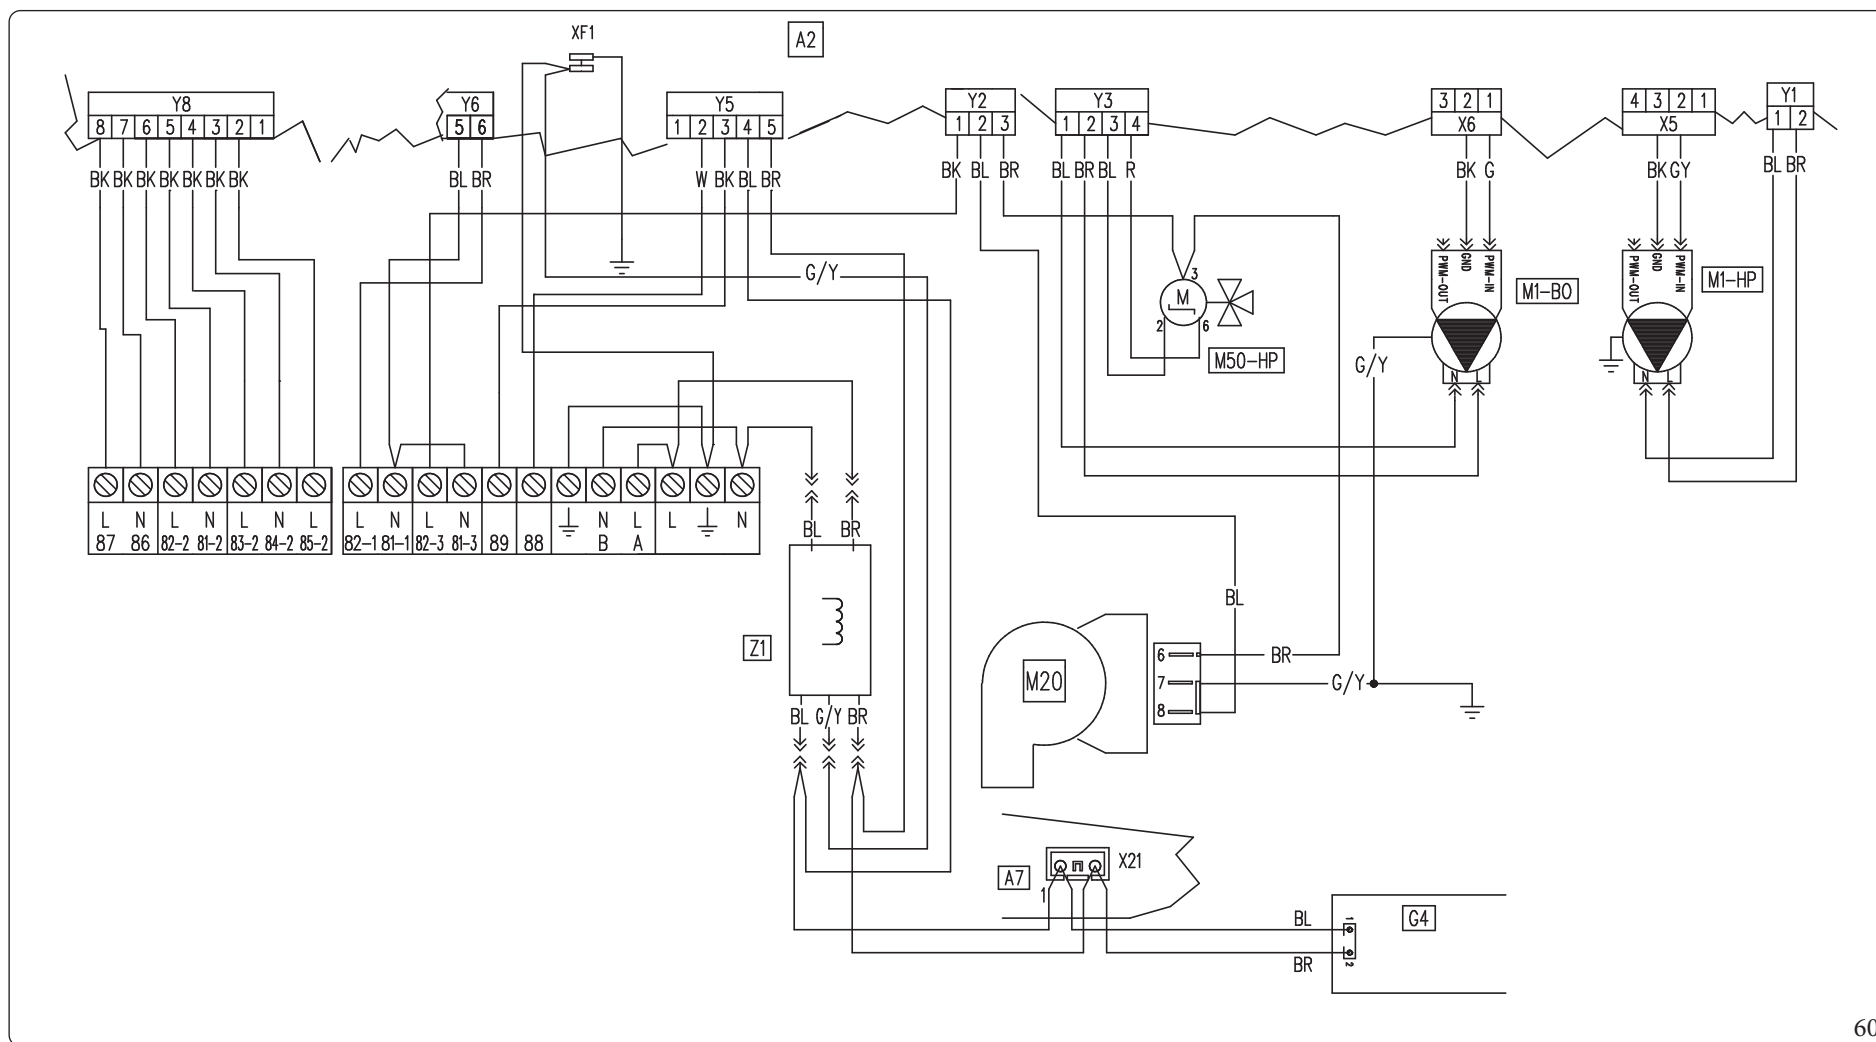 XF1
A2
Y8
8 7 6 5 4 3 2 1
Y6
5 6
Y5
1 2 3 4 5
Y2
1 2 3
Y3
1 2 3 4
3 2 1
X6
4 3 2 1
X5
Y1
1 2
BK BK BK BK BK BK BK
BL BR
W BK BL BR
BK BL BR
BL BR BL R
BK G
BK GY
BL BR
G/Y
3
M
2
6
M50-HP
PWM-OUT
GND
PWM-IN
M1-BO
N L
PWM-OUT
GND
PWM-IN
M1-HP
N L
G/Y
L N L N L N L
87 86 82-2 81-2 83-2 84-2 85-2
L N L N N L L N
82-1 81-1 82-3 81-3 89 88 B A
BL BR
Z1
BL G/Y BR
BL
M20
6
7
8
BR
G/Y
A7
X21
1
BL
BR
1
2
G4
60